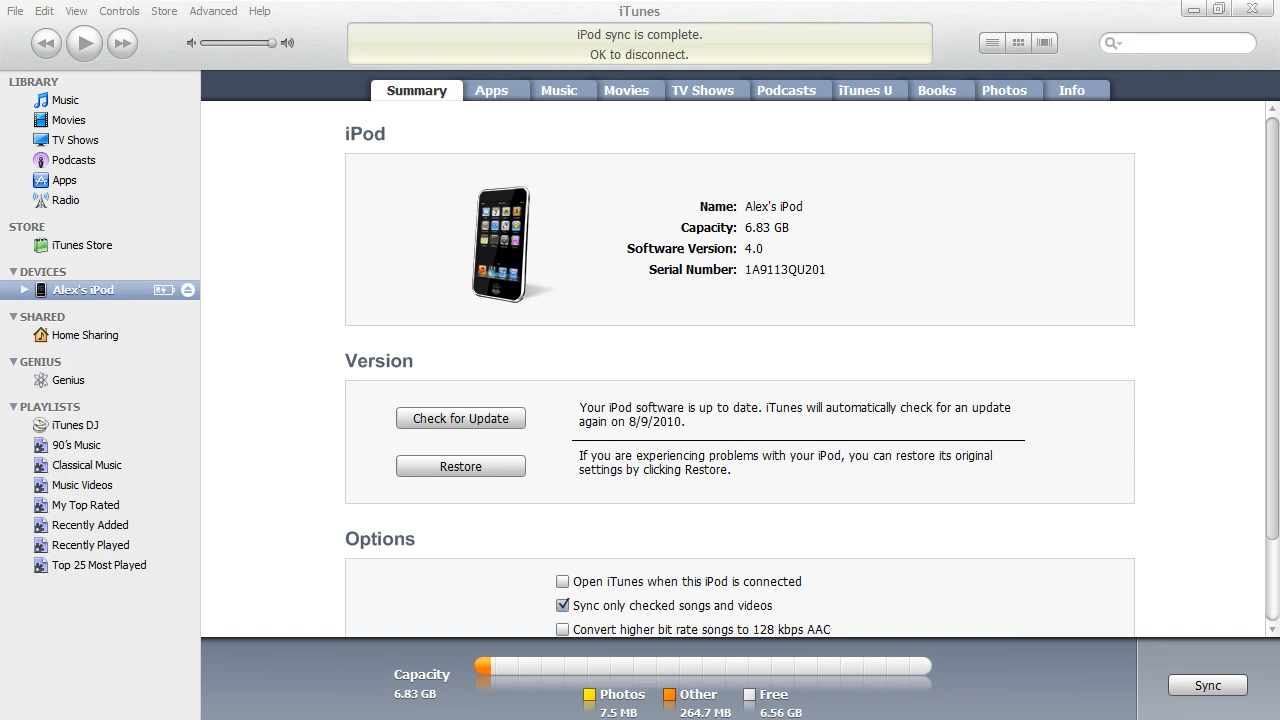 File Edit View Controls Store Advanced Help
iTunes
iPod sync is complete.
OK to disconnect.
LIBRARY
Music
Movies
TV Shows
Podcasts
Apps
Radio
STORE
iTunes Store
DEVICES
Alex's iPod
SHARED
Home Sharing
GENIUS
Genius
PLAYLISTS
iTunes DJ
90's Music
Classical Music
Music Videos
My Top Rated
Recently Added
Recently Played
Top 25 Most Played
Summary Apps Music Movies TV Shows Podcasts iTunes U Books Photos Info
iPod
Name: Alex's iPod
Capacity: 6.83 GB
Software Version: 4.0
Serial Number: 1A9113QU201
Version
Check for Update
Your iPod software is up to date. iTunes will automatically check for an update
again on 8/9/2010.
Restore
If you are experiencing problems with your iPod, you can restore its original
settings by clicking Restore.
Options
Open iTunes when this iPod is connected
Sync only checked songs and videos
Convert higher bit rate songs to 128 kbps AAC
Capacity
6.83 GB
Photos
7.5 MB
Other
264.7 MB
Free
6.56 GB
Sync